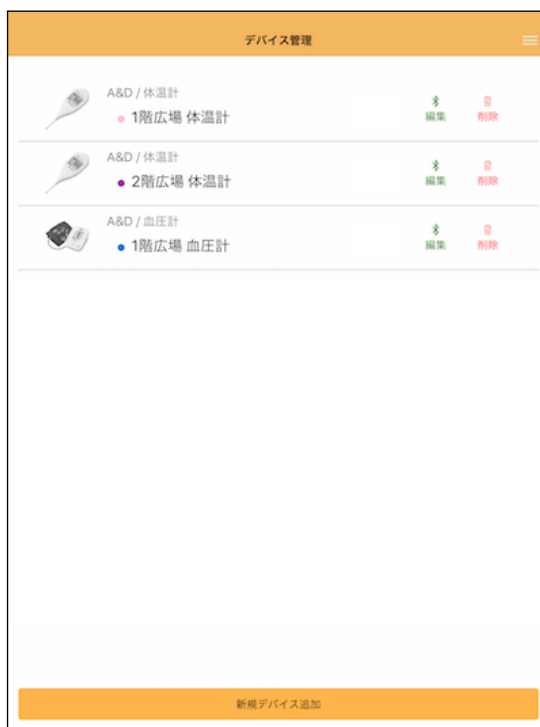 デバイス管理
A&D / 体温計
1階広場 体温計
編集
削除
A&D / 体温計
2階広場 体温計
編集
削除
A&D / 血圧計
1階広場 血圧計
編集
削除
新規デバイス追加